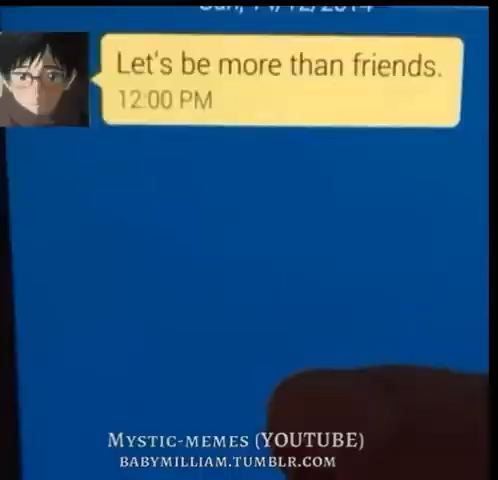 Let's be more than friends.
12:00 PM
MYSTIC-MEMES (YOUTUBE)
BABYMILLIAM.TUMBLR.COM